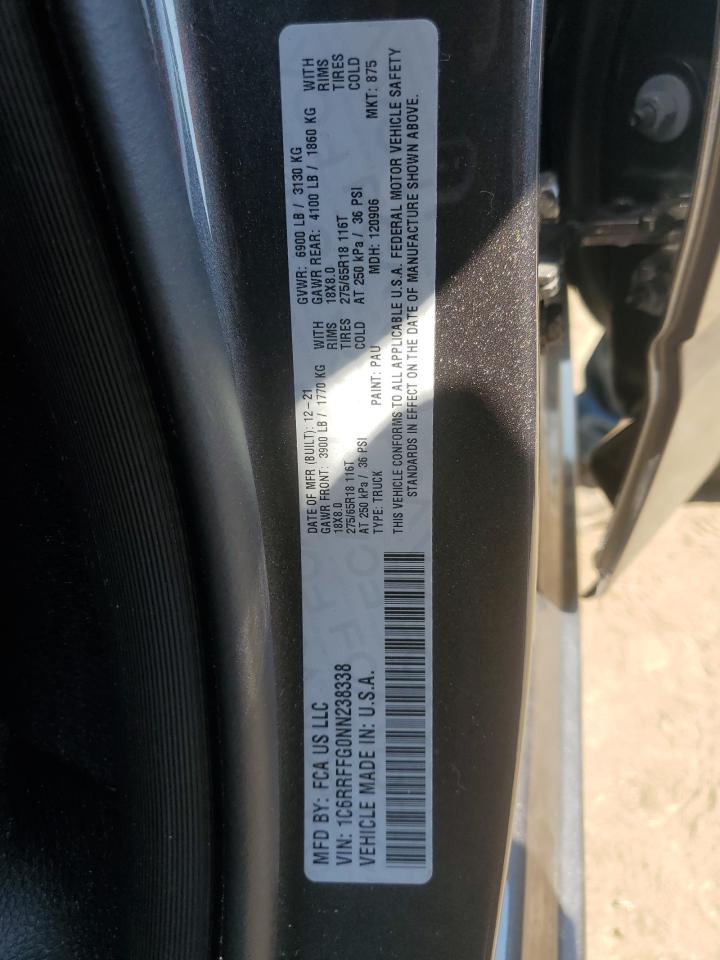 MFD BY: FCA US LLC
VIN: 1C6RRFFG0NN238338
VEHICLE MADE IN: U.S.A.
DATE OF MFR (BUILT): 12-21
GAWR FRONT: 3900 LB / 1770 KG WITH
18X8.0 RIMS
275/65R18 116T TIRES
AT 250 kPa / 36 PSI COLD
TYPE: TRUCK PAINT: PAU
GVWR: 6900 LB / 3130 KG
GAWR REAR: 4100 LB / 1860 KG WITH
18X8.0 RIMS
275/65R18 116T TIRES
AT 250 kPa / 36 PSI COLD
MDH: 120906 MKT: 875
THIS VEHICLE CONFORMS TO ALL APPLICABLE U.S.A. FEDERAL MOTOR VEHICLE SAFETY
STANDARDS IN EFFECT ON THE DATE OF MANUFACTURE SHOWN ABOVE.